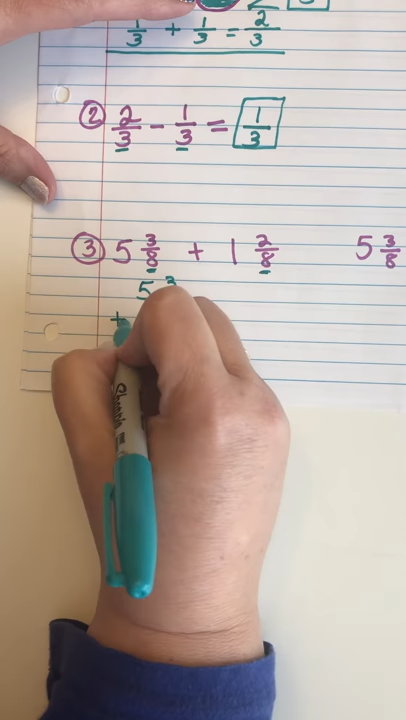 1/3 + 1/3 = 2/3
② 2/3 - 1/3 = 1/3
③ 5 3/8 + 1 2/8 5 3/8
5 3
+
Sharpie